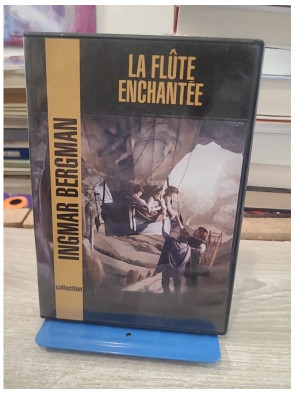 LA FLÛTE
ENCHANTÉE
INGMAR BERGMAN
collection